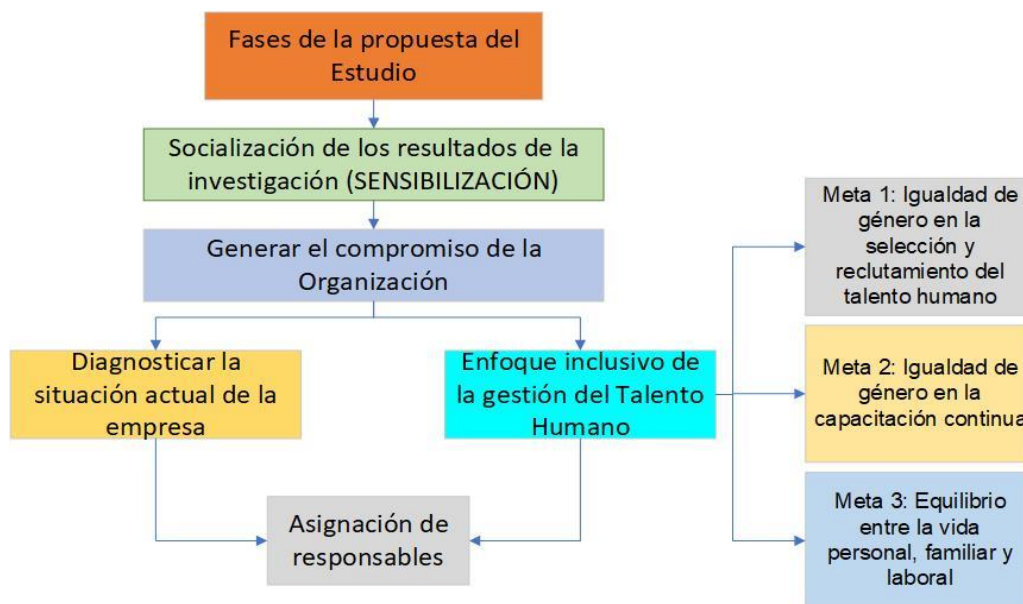 Fases de la propuesta del
Estudio
Socialización de los resultados de la
investigación (SENSIBILIZACIÓN)
Generar el compromiso de la
Organización
Diagnosticar la
situación actual de la
empresa
Enfoque inclusivo de
la gestión del Talento
Humano
Asignación de
responsables
Meta 1: Igualdad de
género en la
selección y
reclutamiento del
talento humano
Meta 2: Igualdad de
género en la
capacitación continua
Meta 3: Equilibrio
entre la vida
personal, familiar y
laboral